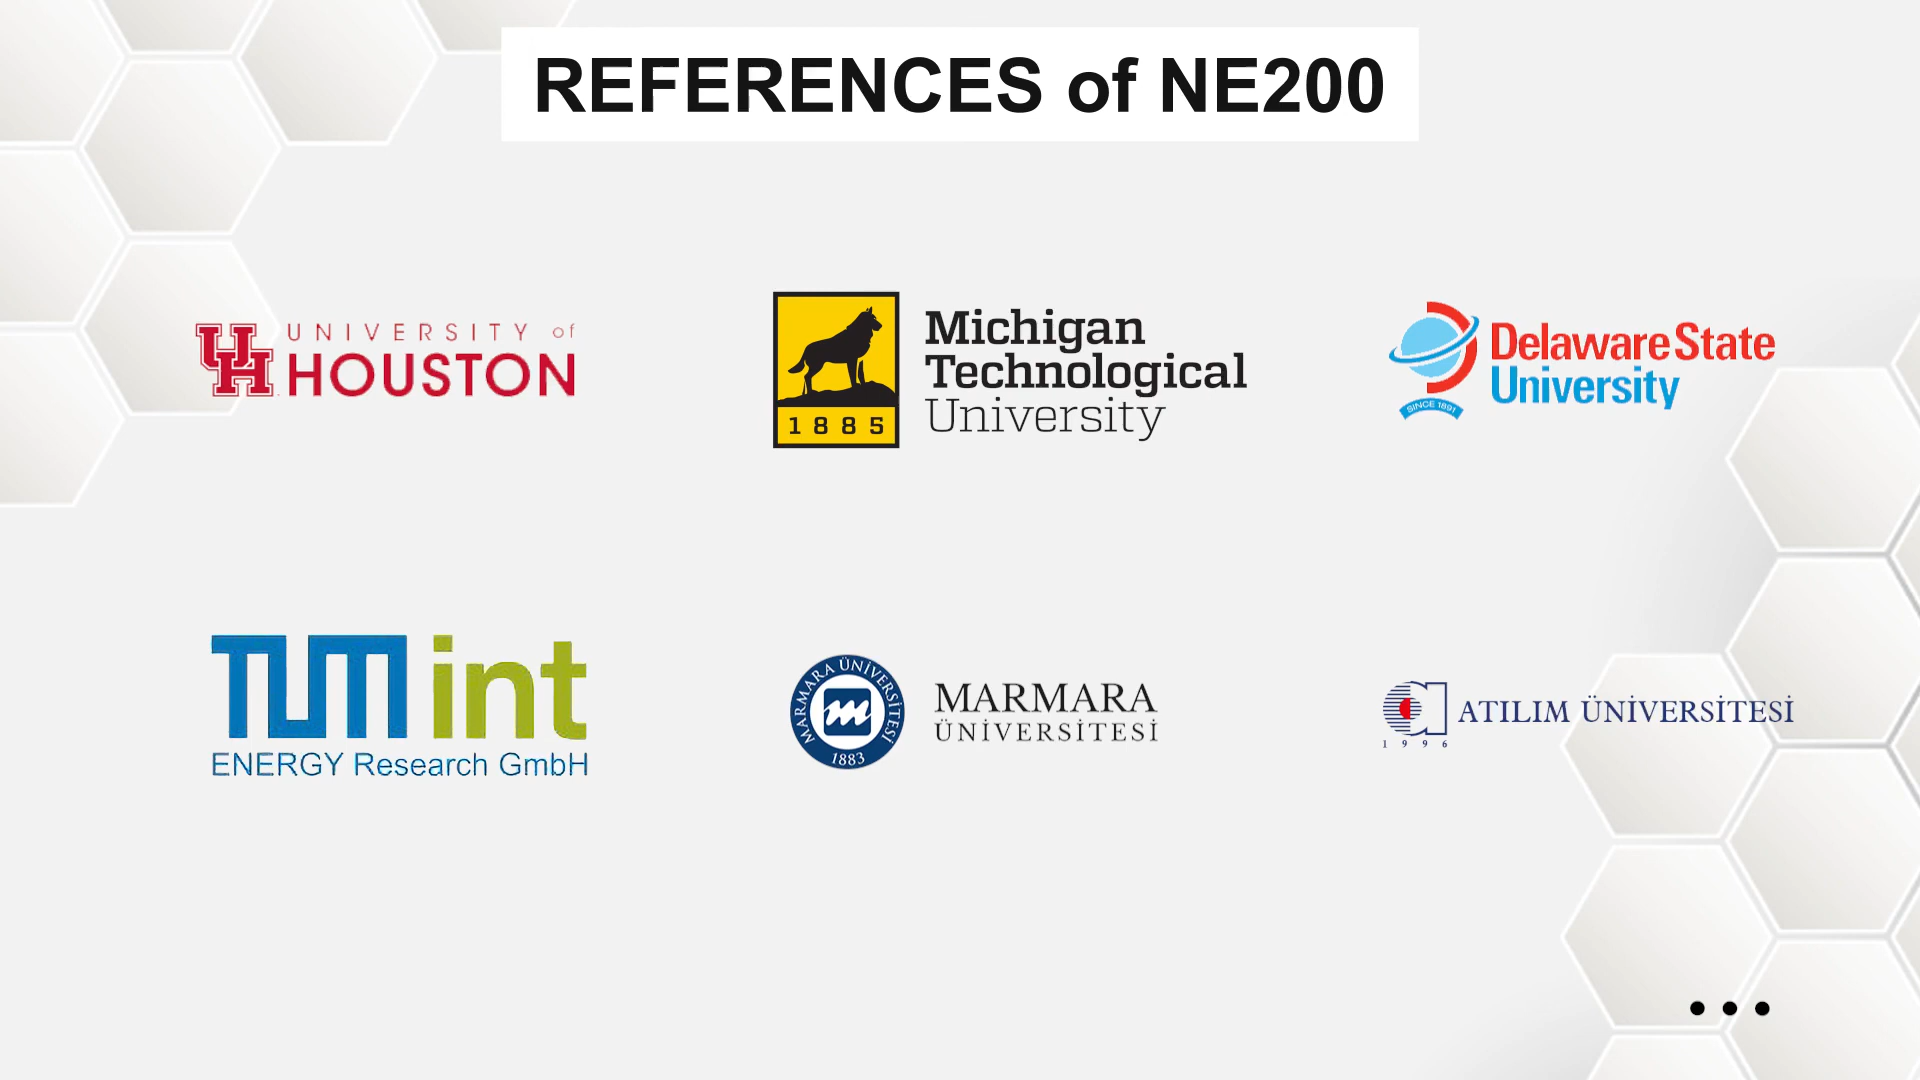 REFERENCES of NE200
UNIVERSITY of
HOUSTON
1885
Michigan
Technological
University
SINCE 1891
Delaware State
University
TUM int
ENERGY Research GmbH
MARMARA ÜNİVERSİTESİ
m
1883
MARMARA
ÜNİVERSİTESİ
1996
ATILIM ÜNİVERSİTESİ
...